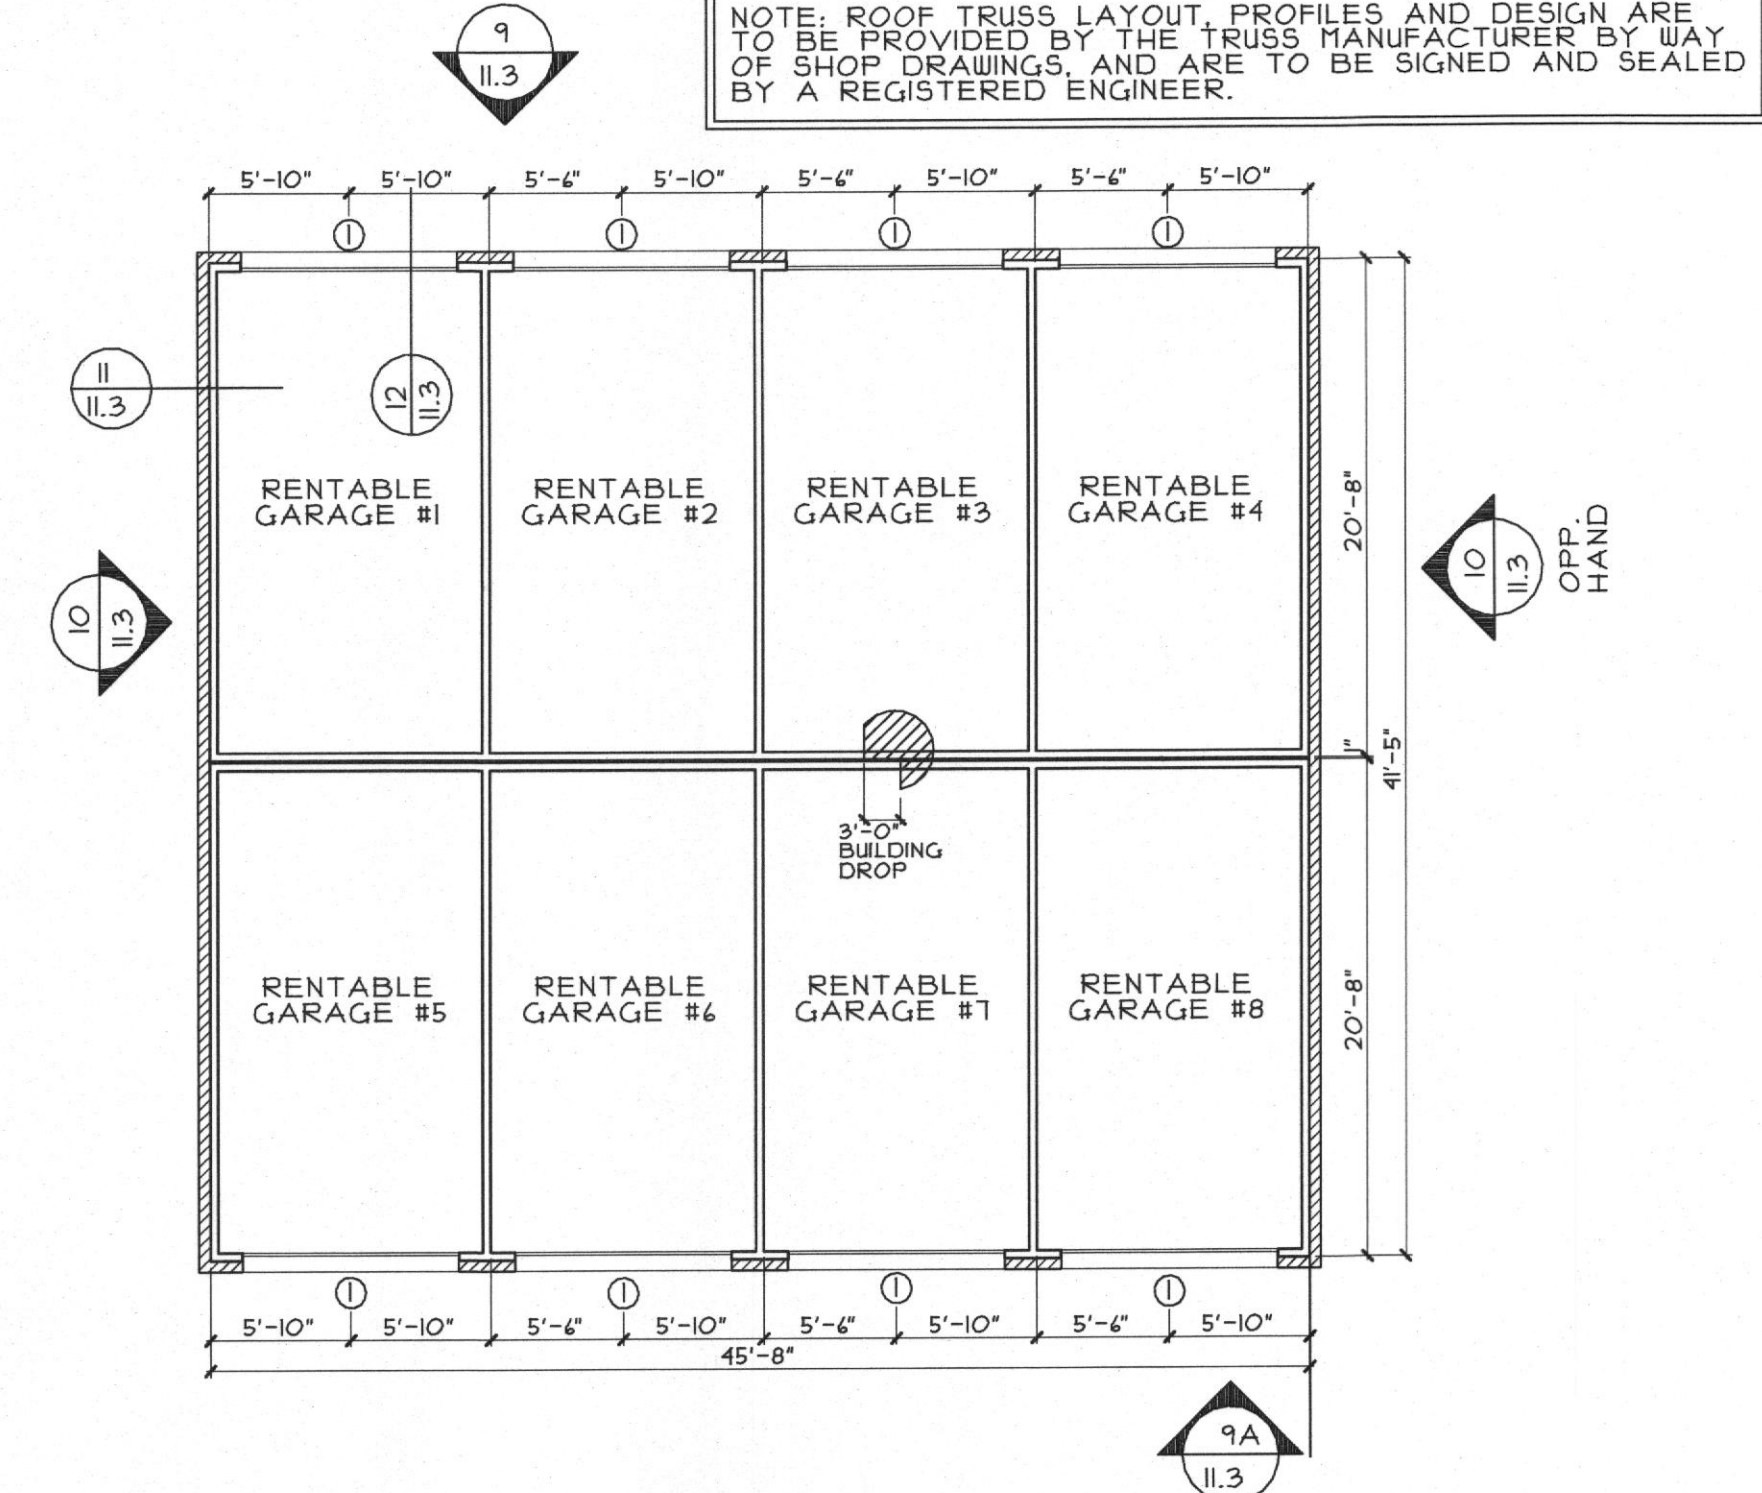 9
11.3
NOTE: ROOF TRUSS LAYOUT, PROFILES AND DESIGN ARE
TO BE PROVIDED BY THE TRUSS MANUFACTURER BY WAY
OF SHOP DRAWINGS, AND ARE TO BE SIGNED AND SEALED
BY A REGISTERED ENGINEER.
5'-10" 5'-10" 5'-6" 5'-10" 5'-6" 5'-10" 5'-6" 5'-10"
1 1 1 1
11
11.3
12
11.3
RENTABLE
GARAGE #1
RENTABLE
GARAGE #2
RENTABLE
GARAGE #3
RENTABLE
GARAGE #4
20'-8"
10
11.3
OPP.
HAND
10
11.3
1"
41'-5"
3'-0"
BUILDING
DROP
RENTABLE
GARAGE #5
RENTABLE
GARAGE #6
RENTABLE
GARAGE #7
RENTABLE
GARAGE #8
20'-8"
1 1 1 1
5'-10" 5'-10" 5'-6" 5'-10" 5'-6" 5'-10" 5'-6" 5'-10"
45'-8"
9A
11.3